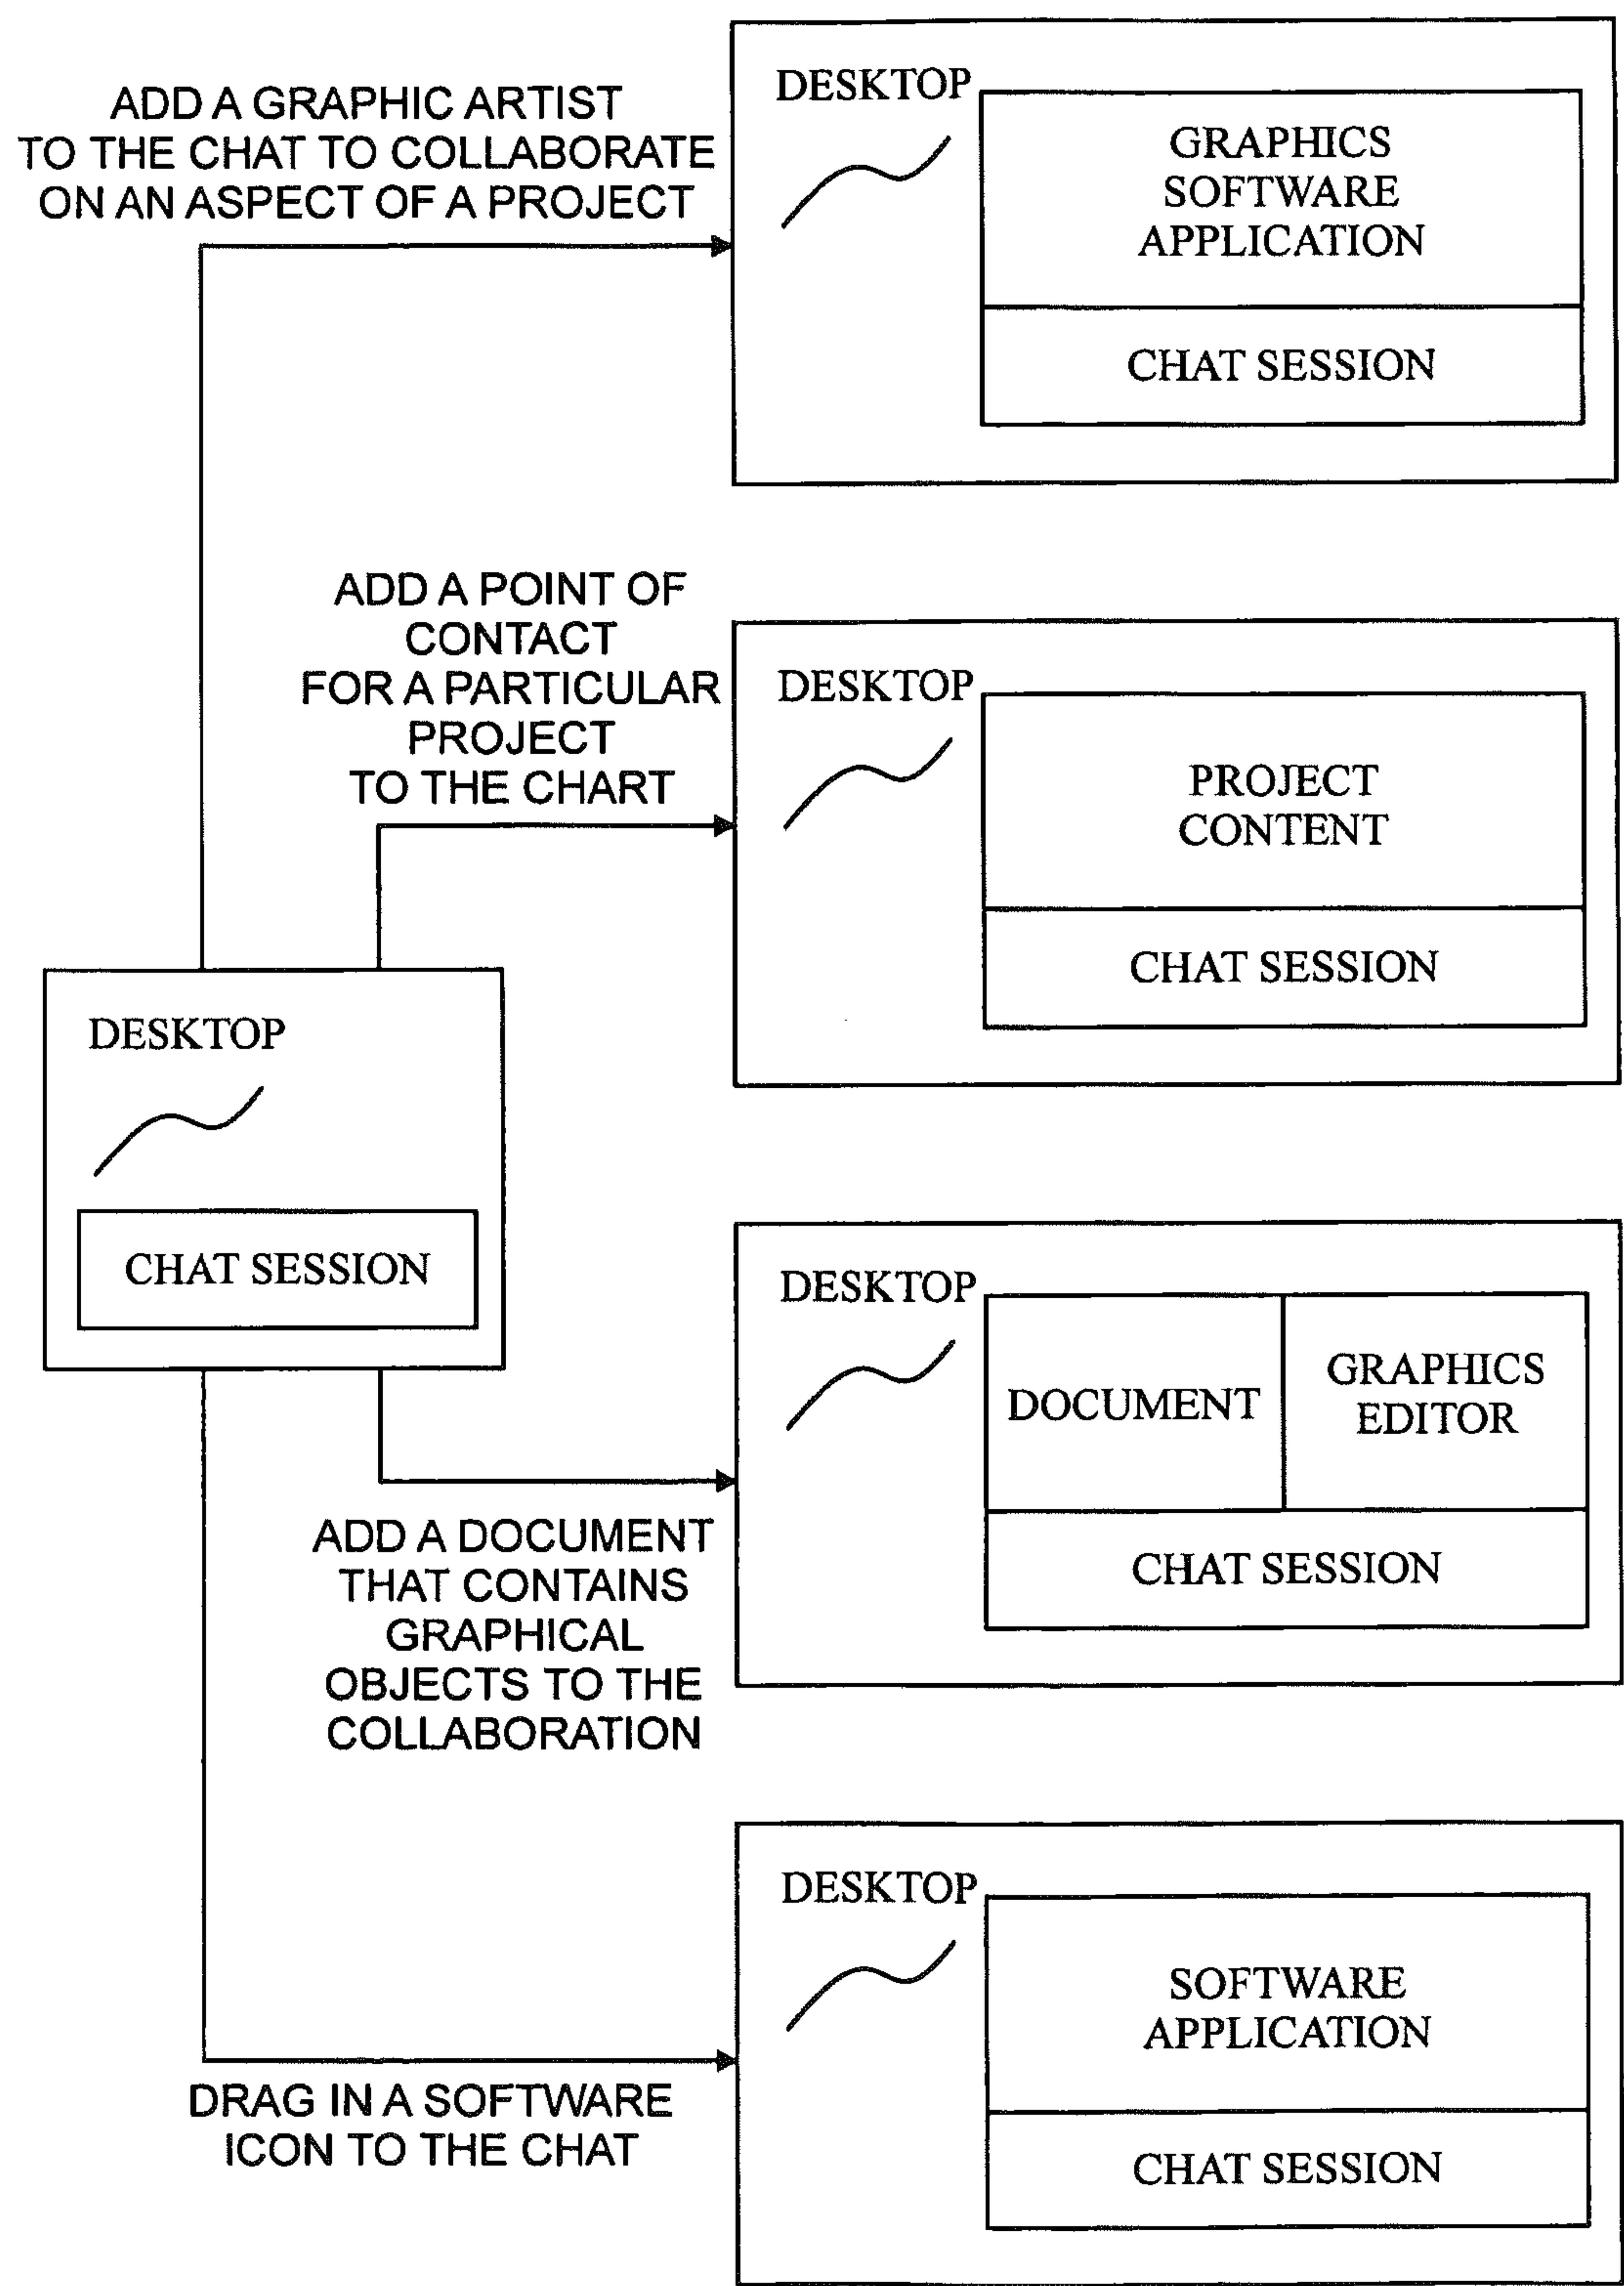 ADD A GRAPHIC ARTIST
TO THE CHAT TO COLLABORATE
ON AN ASPECT OF A PROJECT
DESKTOP
GRAPHICS
SOFTWARE
APPLICATION
CHAT SESSION
ADD A POINT OF
CONTACT
FOR A PARTICULAR
PROJECT
TO THE CHART
DESKTOP
PROJECT
CONTENT
CHAT SESSION
DESKTOP
CHAT SESSION
DESKTOP
DOCUMENT
GRAPHICS
EDITOR
CHAT SESSION
ADD A DOCUMENT
THAT CONTAINS
GRAPHICAL
OBJECTS TO THE
COLLABORATION
DESKTOP
SOFTWARE
APPLICATION
CHAT SESSION
DRAG IN A SOFTWARE
ICON TO THE CHAT